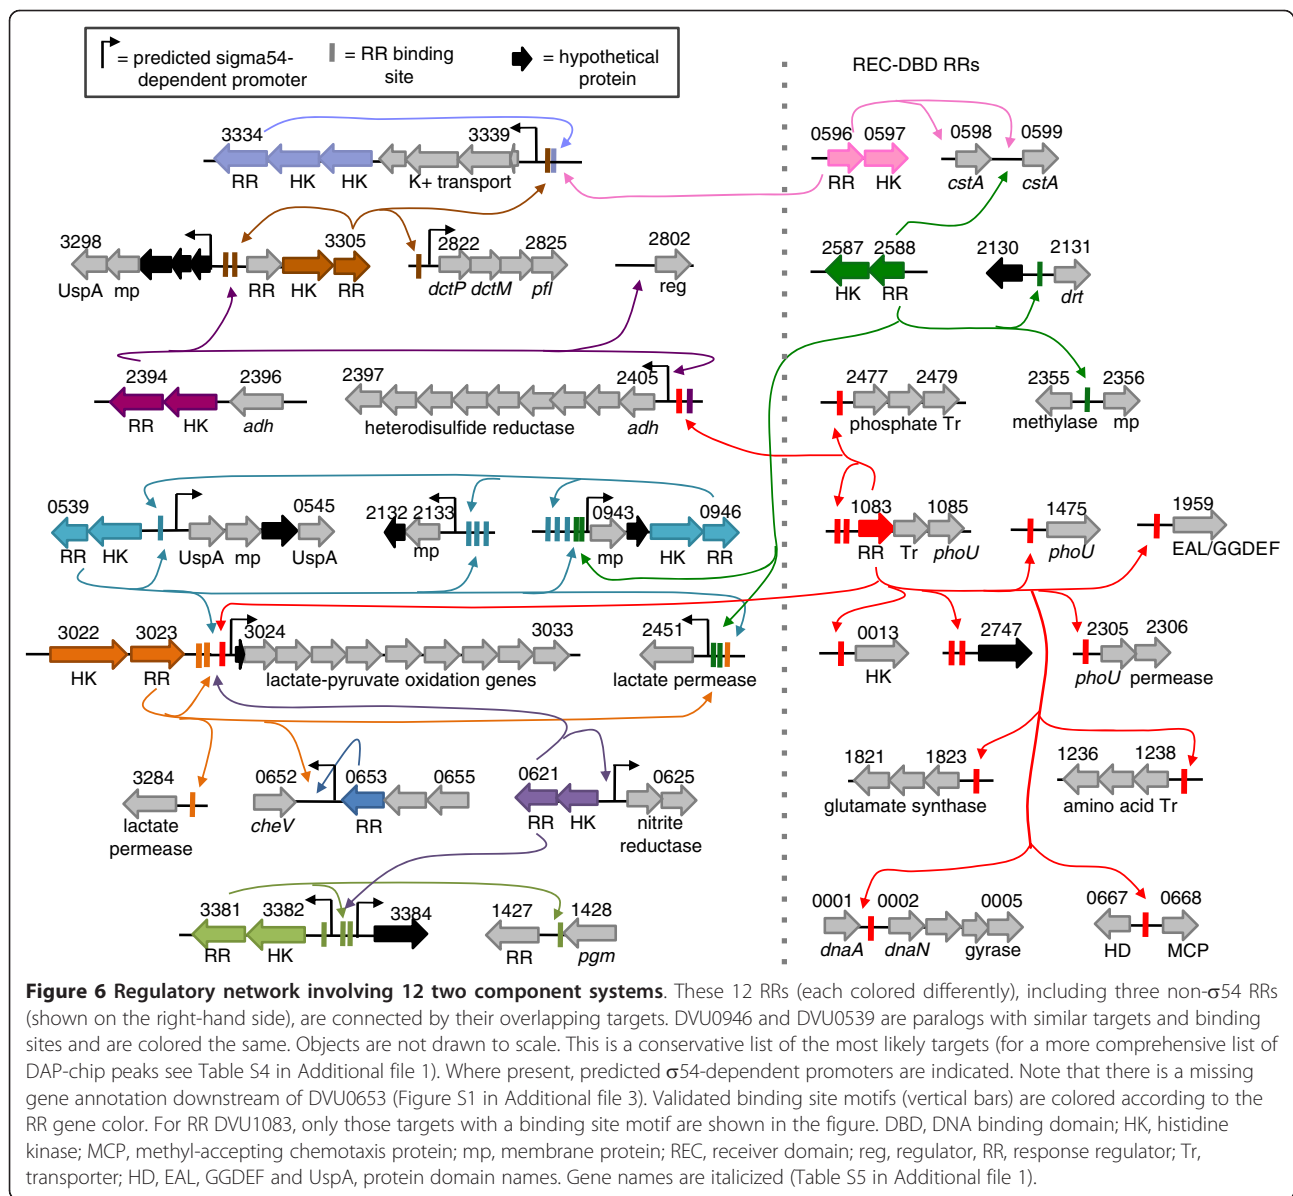 = predicted sigma54-
dependent promoter
= RR binding
site
= hypothetical
protein
REC-DBD RRs
3334 3339
RR HK HK K+ transport
0596 0597 0598 0599
RR HK cstA cstA
3298 3305 2822 2825 2802
UspA mp RR HK RR dctP dctM pfl reg
2587 2588 2130 2131
HK RR drt
2394 2396 2397 2405
RR HK adh heterodisulfide reductase adh
2477 2479 2355 2356
phosphate Tr methylase mp
0539 0545 2132 2133 0943 0946
RR HK UspA mp UspA mp mp HK RR
1083 1085 1475 1959
RR Tr phoU phoU EAL/GGDEF
3022 3023 3024 3033 2451
HK RR lactate-pyruvate oxidation genes lactate permease
0013 2747 2305 2306
HK phoU permease
3284 0652 0653 0655 0621 0625
lactate
permease
cheV RR RR HK nitrite
reductase
1821 1823 1236 1238
glutamate synthase amino acid Tr
3381 3382 3384 1427 1428
RR HK RR pgm
0001 0002 0005 0667 0668
dnaA dnaN gyrase HD MCP
Figure 6 Regulatory network involving 12 two component systems. These 12 RRs (each colored differently), including three non-σ54 RRs
(shown on the right-hand side), are connected by their overlapping targets. DVU0946 and DVU0539 are paralogs with similar targets and binding
sites and are colored the same. Objects are not drawn to scale. This is a conservative list of the most likely targets (for a more comprehensive list of
DAP-chip peaks see Table S4 in Additional file 1). Where present, predicted σ54-dependent promoters are indicated. Note that there is a missing
gene annotation downstream of DVU0653 (Figure S1 in Additional file 3). Validated binding site motifs (vertical bars) are colored according to the
RR gene color. For RR DVU1083, only those targets with a binding site motif are shown in the figure. DBD, DNA binding domain; HK, histidine
kinase; MCP, methyl-accepting chemotaxis protein; mp, membrane protein; REC, receiver domain; reg, regulator, RR, response regulator; Tr,
transporter; HD, EAL, GGDEF and UspA, protein domain names. Gene names are italicized (Table S5 in Additional file 1).